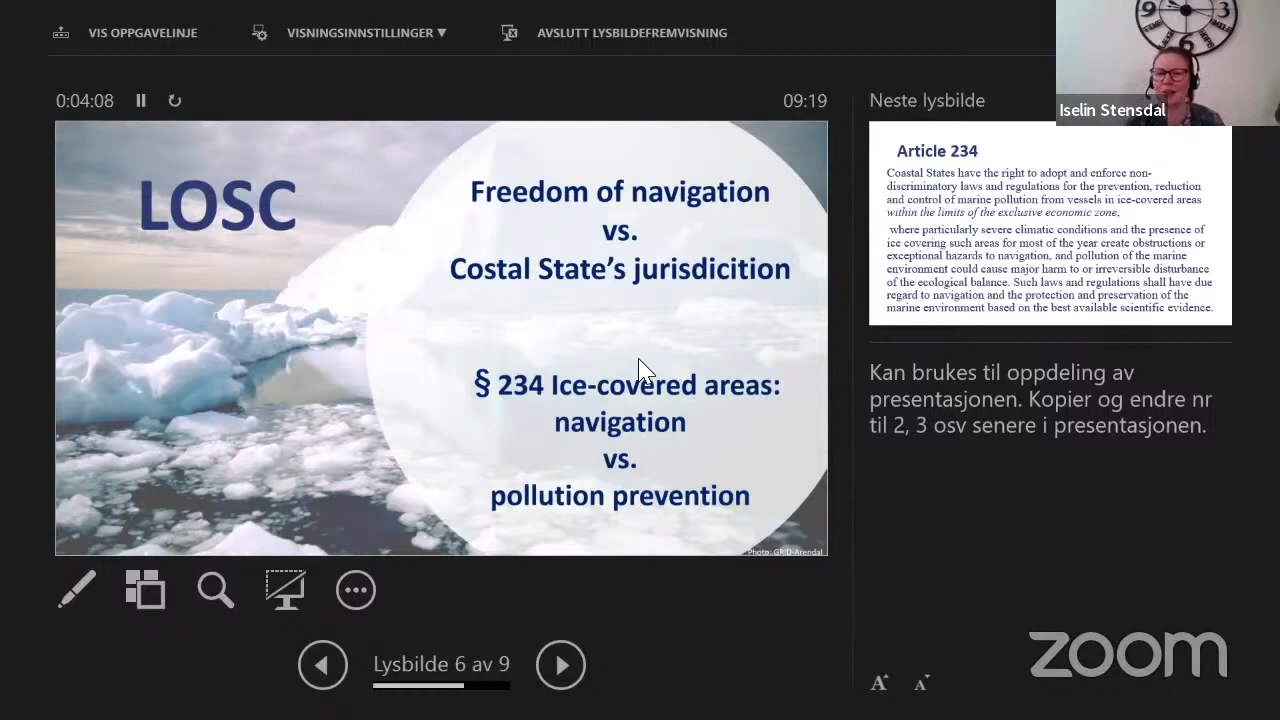 VIS OPPGAVELINJE
VISNINGSINNSTILLINGER ▼
AVSLUTT LYSBILDEFREMVISNING
Iselin Stensdal
0:04:08
09:19
Neste lysbilde
LOSC
Freedom of navigation
vs.
Costal State's jurisdicition
§ 234 Ice-covered areas:
navigation
vs.
pollution prevention
Photo: GRID-Arendal
Article 234
Coastal States have the right to adopt and enforce non-
discriminatory laws and regulations for the prevention, reduction
and control of marine pollution from vessels in ice-covered areas
within the limits of the exclusive economic zone,
where particularly severe climatic conditions and the presence of
ice covering such areas for most of the year create obstructions or
exceptional hazards to navigation, and pollution of the marine
environment could cause major harm to or irreversible disturbance
of the ecological balance. Such laws and regulations shall have due
regard to navigation and the protection and preservation of the
marine environment based on the best available scientific evidence.
Kan brukes til oppdeling av
presentasjonen. Kopier og endre nr
til 2, 3 osv senere i presentasjonen.
Lysbilde 6 av 9
A A
zoom